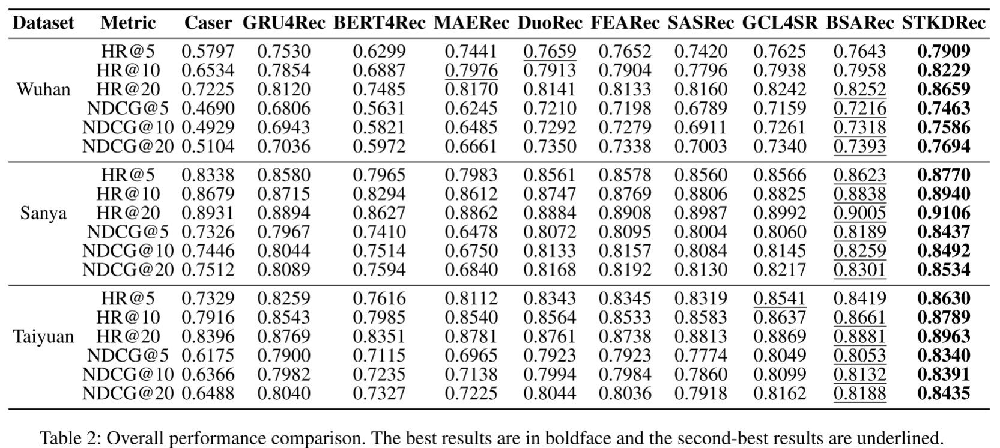 Dataset Metric Caser GRU4Rec BERT4Rec MAERec DuoRec FEARec SASRec GCL4SR BSARec STKDRec
HR@5 0.5797 0.7530 0.6299 0.7441 0.7659 0.7652 0.7420 0.7625 0.7643 0.7909
HR@10 0.6534 0.7854 0.6887 0.7976 0.7913 0.7904 0.7796 0.7938 0.7958 0.8229
Wuhan HR@20 0.7225 0.8120 0.7485 0.8170 0.8141 0.8133 0.8160 0.8242 0.8252 0.8659
NDCG@5 0.4690 0.6806 0.5631 0.6245 0.7210 0.7198 0.6789 0.7159 0.7216 0.7463
NDCG@10 0.4929 0.6943 0.5821 0.6485 0.7292 0.7279 0.6911 0.7261 0.7318 0.7586
NDCG@20 0.5104 0.7036 0.5972 0.6661 0.7350 0.7338 0.7003 0.7340 0.7393 0.7694
HR@5 0.8338 0.8580 0.7965 0.7983 0.8561 0.8578 0.8560 0.8566 0.8623 0.8770
HR@10 0.8679 0.8715 0.8294 0.8612 0.8747 0.8769 0.8806 0.8825 0.8838 0.8940
Sanya HR@20 0.8931 0.8894 0.8627 0.8862 0.8884 0.8908 0.8987 0.8992 0.9005 0.9106
NDCG@5 0.7326 0.7967 0.7410 0.6478 0.8072 0.8095 0.8004 0.8060 0.8189 0.8437
NDCG@10 0.7446 0.8044 0.7514 0.6750 0.8133 0.8157 0.8084 0.8145 0.8259 0.8492
NDCG@20 0.7512 0.8089 0.7594 0.6840 0.8168 0.8192 0.8130 0.8217 0.8301 0.8534
HR@5 0.7329 0.8259 0.7616 0.8112 0.8343 0.8345 0.8319 0.8541 0.8419 0.8630
HR@10 0.7916 0.8543 0.7985 0.8540 0.8564 0.8533 0.8583 0.8637 0.8661 0.8789
Taiyuan HR@20 0.8396 0.8769 0.8351 0.8781 0.8761 0.8738 0.8813 0.8869 0.8881 0.8963
NDCG@5 0.6175 0.7900 0.7115 0.6965 0.7923 0.7923 0.7774 0.8049 0.8053 0.8340
NDCG@10 0.6366 0.7982 0.7235 0.7138 0.7994 0.7984 0.7860 0.8099 0.8132 0.8391
NDCG@20 0.6488 0.8040 0.7327 0.7225 0.8044 0.8036 0.7918 0.8162 0.8188 0.8435
Table 2: Overall performance comparison. The best results are in boldface and the second-best results are underlined.